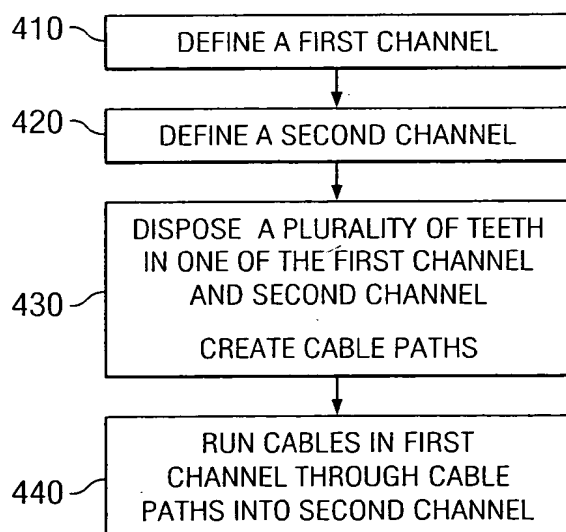 410
DEFINE A FIRST CHANNEL
420
DEFINE A SECOND CHANNEL
430
DISPOSE A PLURALITY OF TEETH
IN ONE OF THE FIRST CHANNEL
AND SECOND CHANNEL
CREATE CABLE PATHS
440
RUN CABLES IN FIRST
CHANNEL THROUGH CABLE
PATHS INTO SECOND CHANNEL